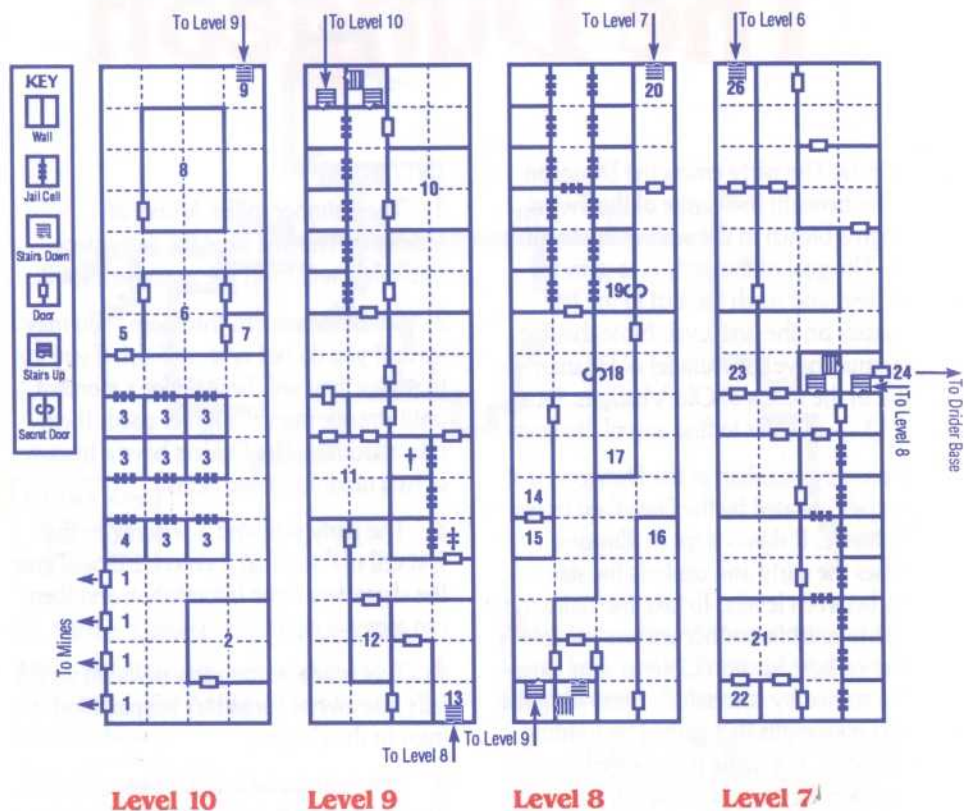 To Level 9
To Level 10
To Level 7
To Level 6
KEY
Wall
Jail Cell
Stairs Down
Door
Stairs Up
Secret Door
9
8
6
5
7
3 3 3
3 3 3
3 3 3
1
1
1
1
2
To Mines
Level 10
10
11
†
‡
12
13
To Level 8
Level 9
20
19
18
17
14
15
16
To Level 9
Level 8
26
23
24
To Level 8
To Drider Base
21
22
Level 7